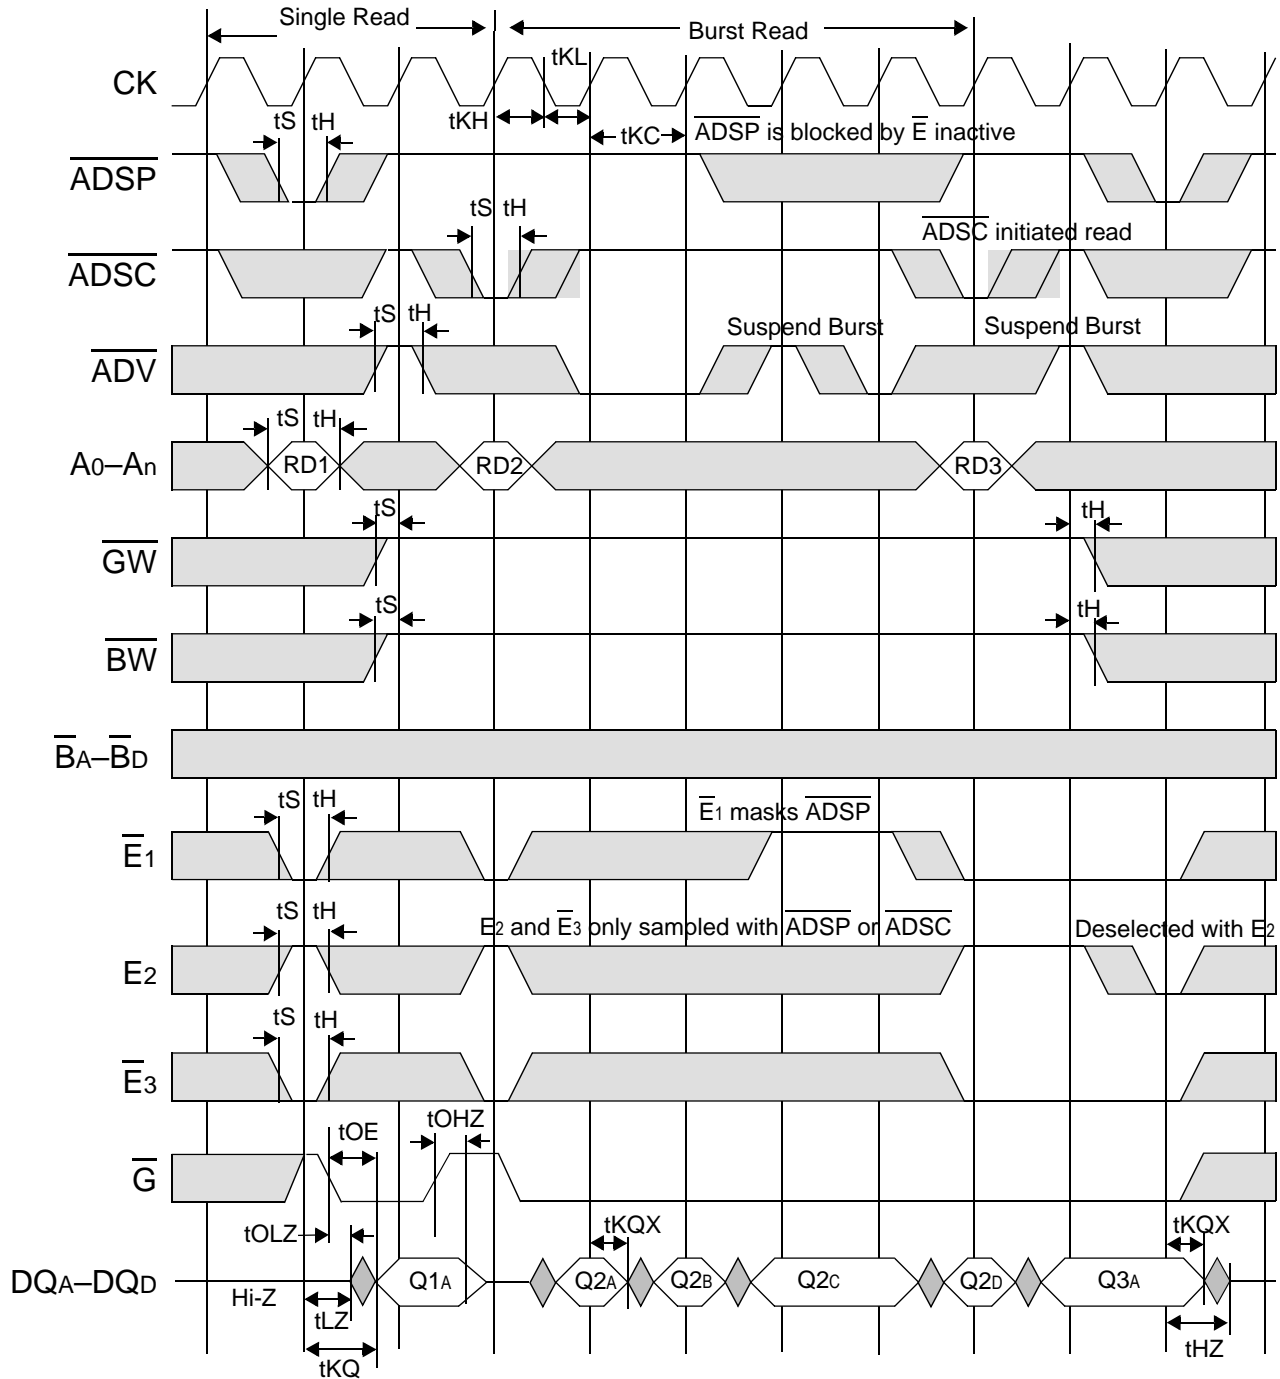 Single Read
Burst Read
CK
tKL
tS tH
tKH
tKC
ADSP is blocked by E inactive
ADSP
tS tH
ADSC initiated read
ADSC
tS tH
Suspend Burst
Suspend Burst
ADV
tS tH
A0–An
RD1
RD2
RD3
tS
tH
GW
tS
tH
BW
BA–BD
tS tH
E1 masks ADSP
E1
tS tH
E2 and E3 only sampled with ADSP or ADSC
Deselected with E2
E2
tS tH
E3
tOE
tOHZ
G
tOLZ
tKQX
tKQX
DQA–DQD
Q1A
Q2A
Q2B
Q2C
Q2D
Q3A
Hi-Z
tLZ
tHZ
tKQ